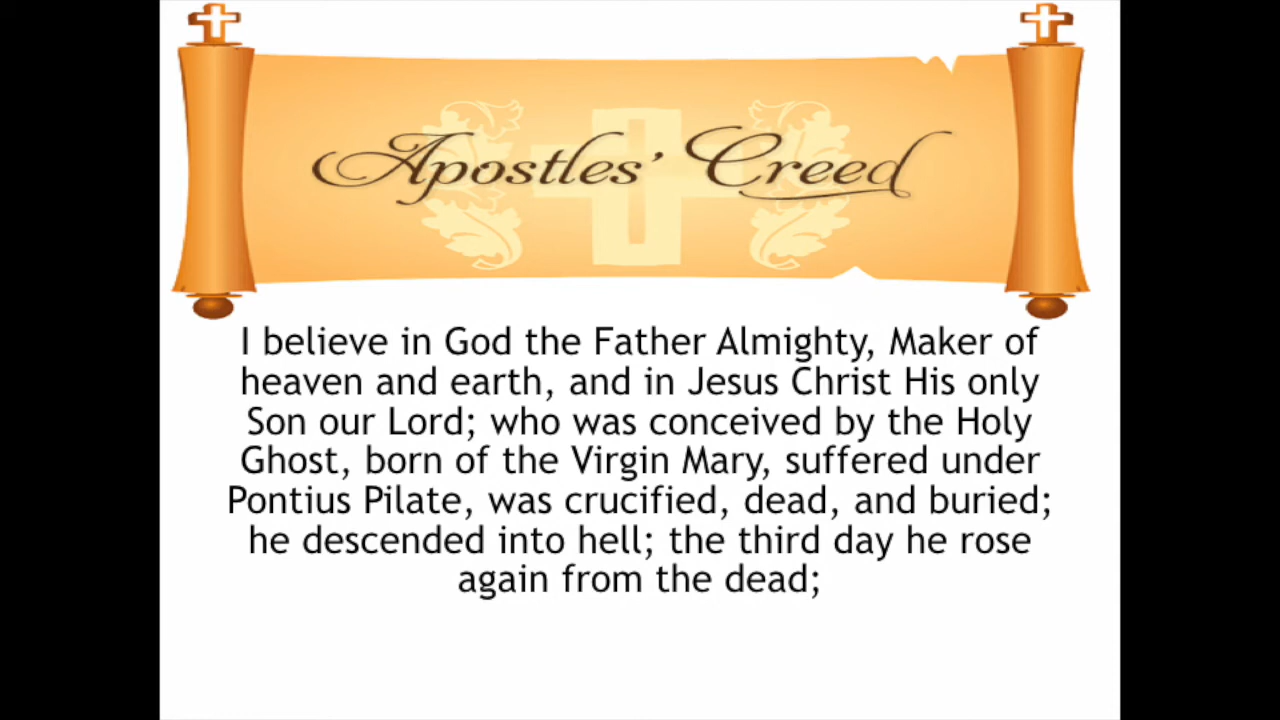 Apostles' Creed
I believe in God the Father Almighty, Maker of
heaven and earth, and in Jesus Christ His only
Son our Lord; who was conceived by the Holy
Ghost, born of the Virgin Mary, suffered under
Pontius Pilate, was crucified, dead, and buried;
he descended into hell; the third day he rose
again from the dead;